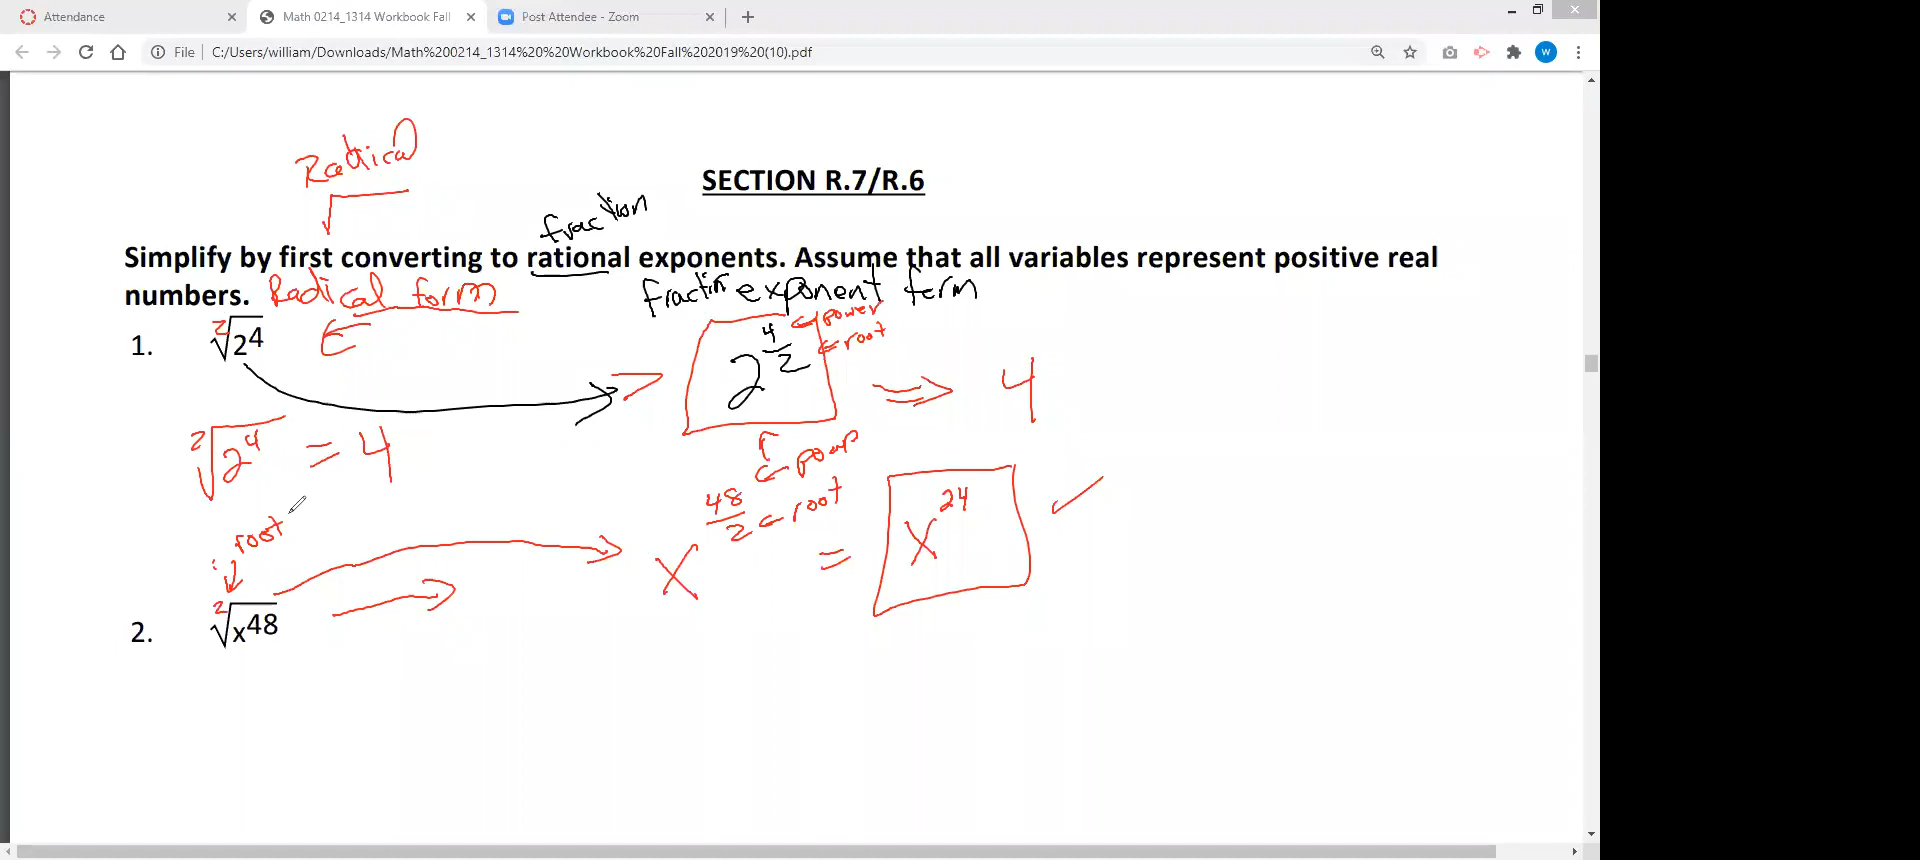 Attendance
Math 0214_1314 Workbook Fall
Post Attendee - Zoom
File
C:/Users/william/Downloads/Math%200214_1314%20%20Workbook%20Fall%202019%20(10).pdf
W
Radical
√
SECTION R.7/R.6
fraction
Simplify by first converting to rational exponents. Assume that all variables represent positive real
numbers. Radical form
fraction exponent form
1. ²√2⁴
2^(4/2) ← power ← root ⇒ 4
²√2⁴ = 4
← power
root
x^(48/2) ← root = x²⁴ ✓
2. ²√x⁴⁸